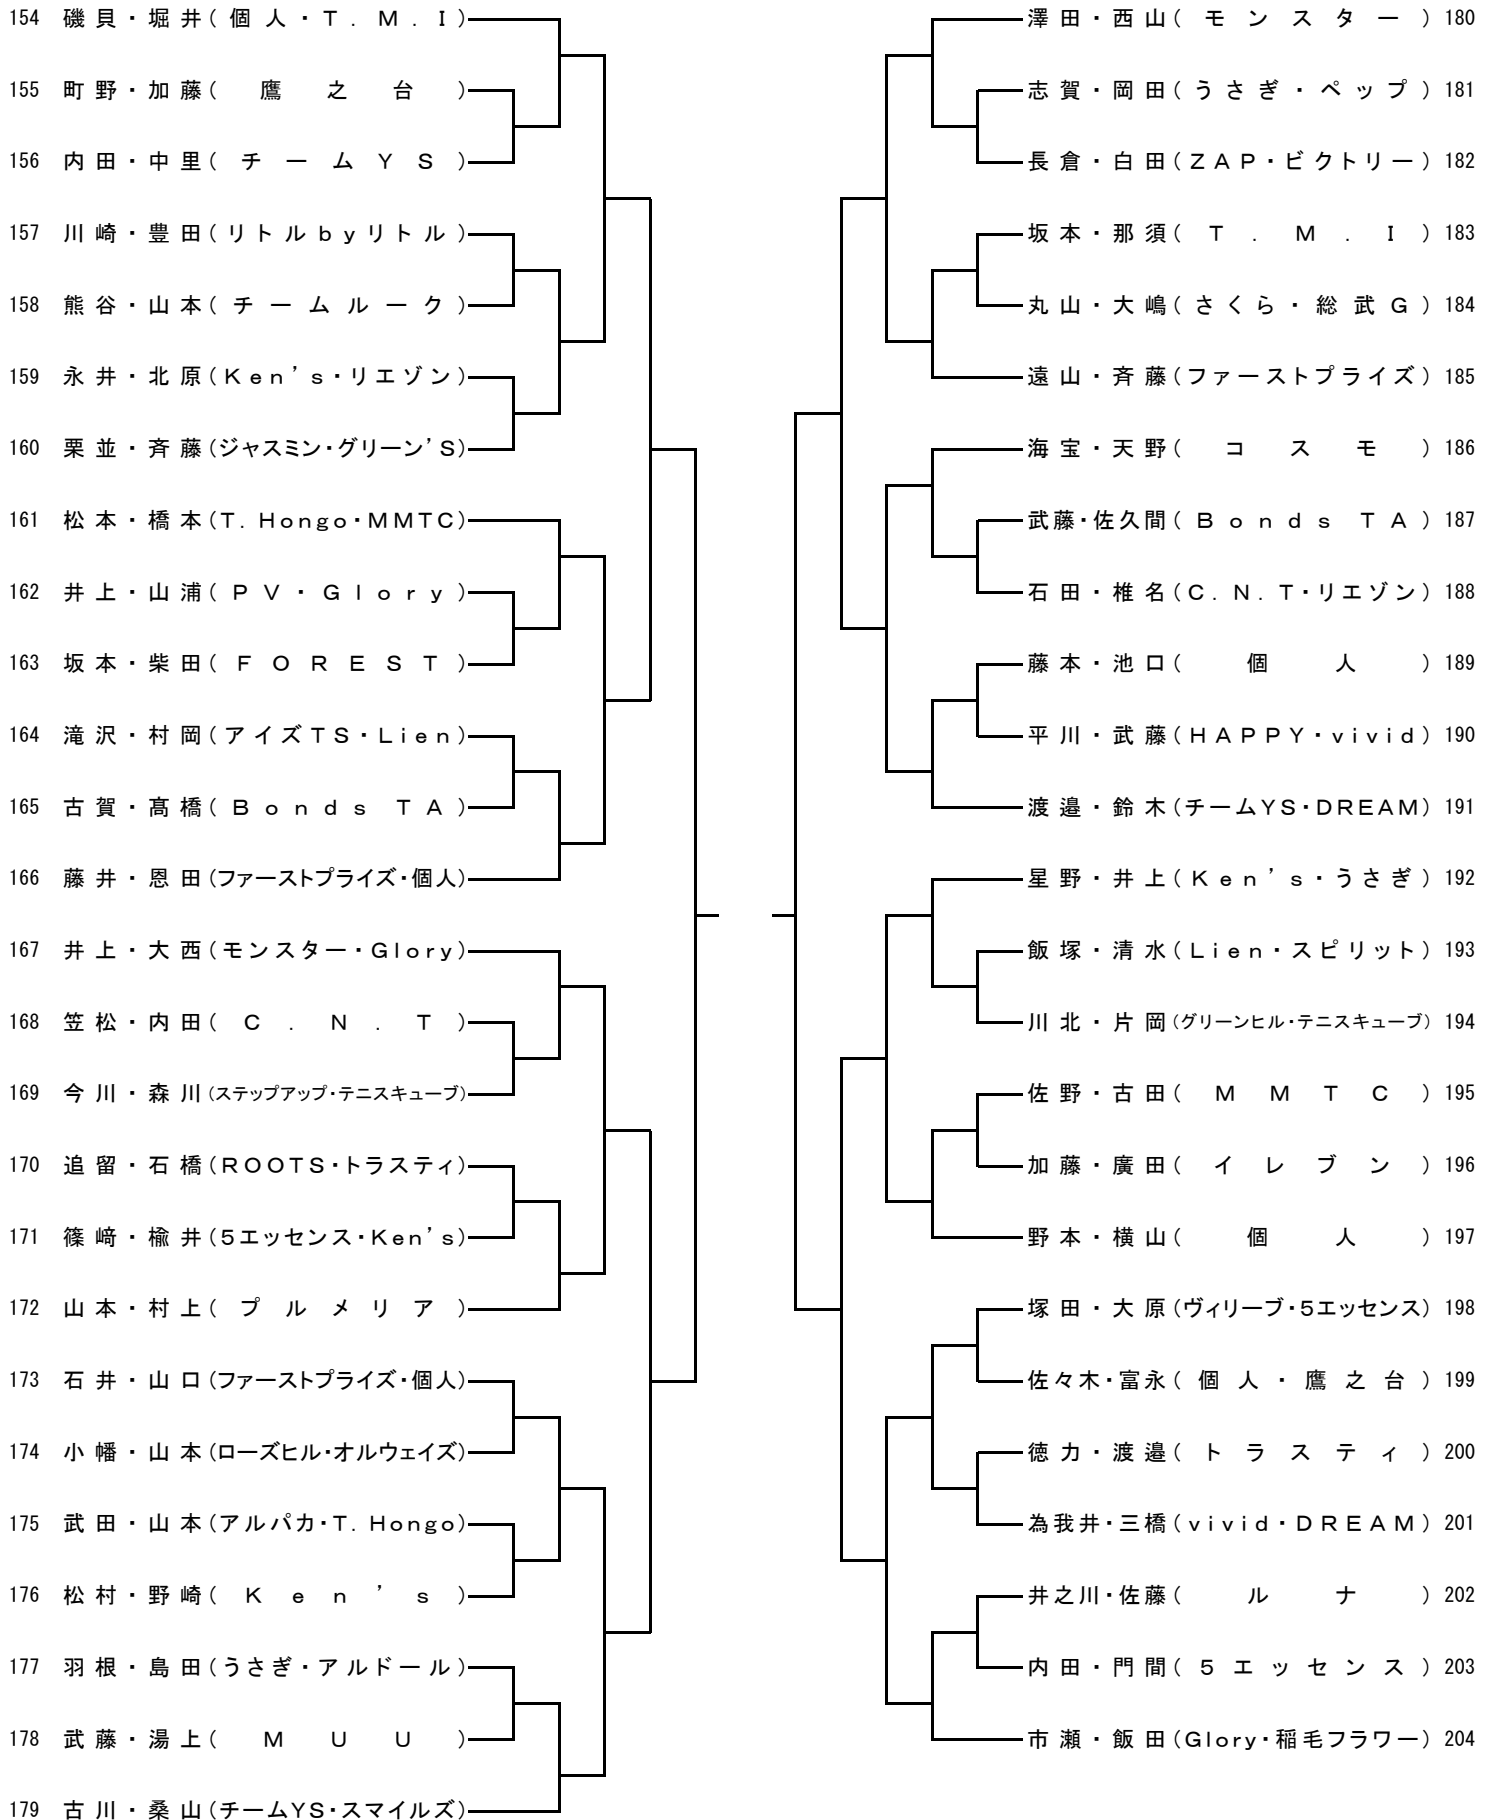 154 磯貝・堀井(個人・T.M.I)
155 町野・加藤(鷹之台)
156 内田・中里(チームYS)
157 川崎・豊田(リトルbyリトル)
158 熊谷・山本(チームルーク)
159 永井・北原(Ken's・リエゾン)
160 栗並・斉藤(ジャスミン・グリーン'S)
161 松本・橋本(T.Hongo・MMTC)
162 井上・山浦(PV・Glory)
163 坂本・柴田(FOREST)
164 滝沢・村岡(アイズTS・Lien)
165 古賀・髙橋(Bonds TA)
166 藤井・恩田(ファーストプライズ・個人)
167 井上・大西(モンスター・Glory)
168 笠松・内田(C.N.T)
169 今川・森川(ステップアップ・テニスキューブ)
170 追留・石橋(ROOTS・トラスティ)
171 篠﨑・楡井(5エッセンス・Ken's)
172 山本・村上(プルメリア)
173 石井・山口(ファーストプライズ・個人)
174 小幡・山本(ローズヒル・オルウェイズ)
175 武田・山本(アルパカ・T.Hongo)
176 松村・野崎(Ken's)
177 羽根・島田(うさぎ・アルドール)
178 武藤・湯上(MUU)
179 古川・桑山(チームYS・スマイルズ)
澤田・西山(モンスター) 180
志賀・岡田(うさぎ・ペップ) 181
長倉・白田(ZAP・ビクトリー) 182
坂本・那須(T.M.I) 183
丸山・大嶋(さくら・総武G) 184
遠山・斉藤(ファーストプライズ) 185
海宝・天野(コスモ) 186
武藤・佐久間(Bonds TA) 187
石田・椎名(C.N.T・リエゾン) 188
藤本・池口(個人) 189
平川・武藤(HAPPY・vivid) 190
渡邉・鈴木(チームYS・DREAM) 191
星野・井上(Ken's・うさぎ) 192
飯塚・清水(Lien・スピリット) 193
川北・片岡(グリーンヒル・テニスキューブ) 194
佐野・古田(MMTC) 195
加藤・廣田(イレブン) 196
野本・横山(個人) 197
塚田・大原(ヴィリーブ・5エッセンス) 198
佐々木・富永(個人・鷹之台) 199
徳力・渡邉(トラスティ) 200
為我井・三橋(vivid・DREAM) 201
井之川・佐藤(ルナ) 202
内田・門間(5エッセンス) 203
市瀬・飯田(Glory・稲毛フラワー) 204